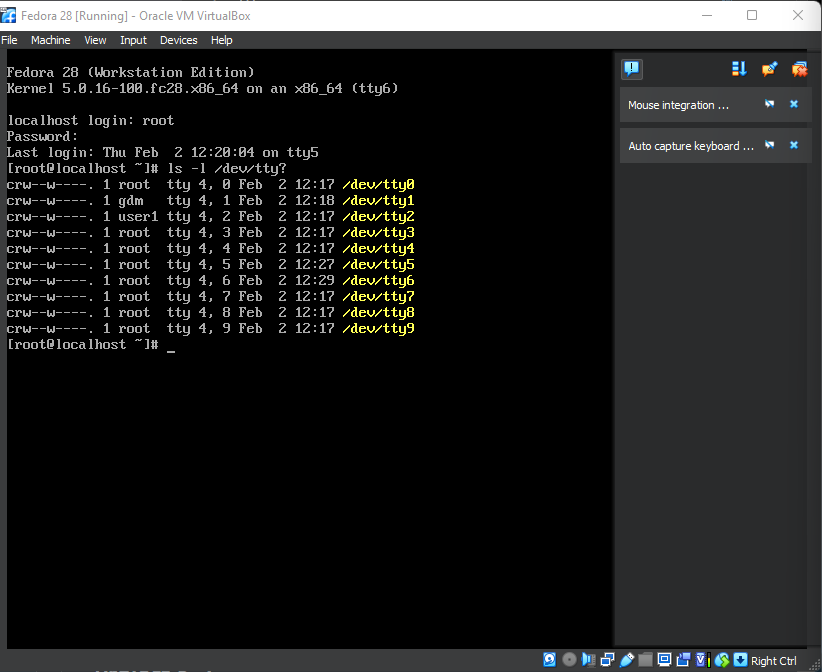 Fedora 28 [Running] - Oracle VM VirtualBox
File Machine View Input Devices Help
Fedora 28 (Workstation Edition)
Kernel 5.0.16-100.fc28.x86_64 on an x86_64 (tty6)
localhost login: root
Password:
Last login: Thu Feb  2 12:20:04 on tty5
[root@localhost ~]# ls -l /dev/tty?
crw--w----. 1 root  tty 4, 0 Feb  2 12:17 /dev/tty0
crw--w----. 1 gdm   tty 4, 1 Feb  2 12:18 /dev/tty1
crw--w----. 1 user1 tty 4, 2 Feb  2 12:17 /dev/tty2
crw--w----. 1 root  tty 4, 3 Feb  2 12:17 /dev/tty3
crw--w----. 1 root  tty 4, 4 Feb  2 12:17 /dev/tty4
crw--w----. 1 root  tty 4, 5 Feb  2 12:27 /dev/tty5
crw--w----. 1 root  tty 4, 6 Feb  2 12:29 /dev/tty6
crw--w----. 1 root  tty 4, 7 Feb  2 12:17 /dev/tty7
crw--w----. 1 root  tty 4, 8 Feb  2 12:17 /dev/tty8
crw--w----. 1 root  tty 4, 9 Feb  2 12:17 /dev/tty9
[root@localhost ~]# _
Mouse integration ...
Auto capture keyboard ...
Right Ctrl